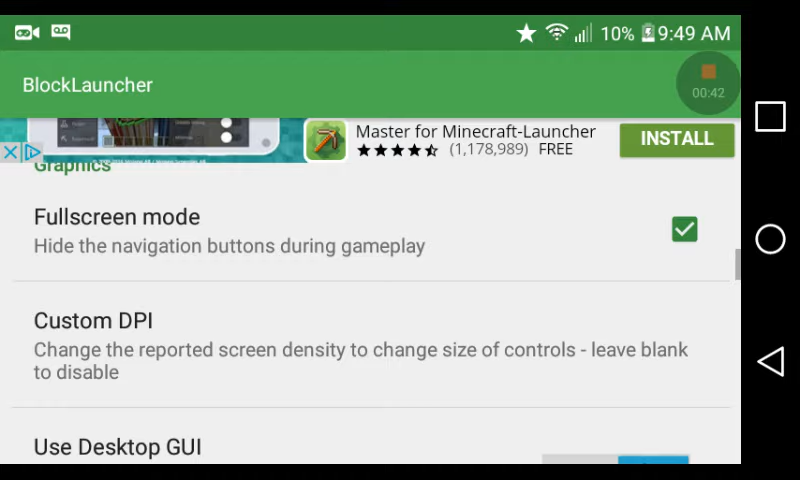 10% 9:49 AM
BlockLauncher
00:42
Master for Minecraft-Launcher
(1,178,989) FREE
INSTALL
Graphics
Fullscreen mode
Hide the navigation buttons during gameplay
Custom DPI
Change the reported screen density to change size of controls - leave blank
to disable
Use Desktop GUI